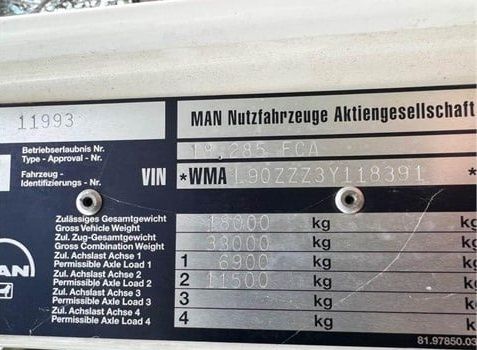 11993
MAN Nutzfahrzeuge Aktiengesellschaft
Betriebserlaubnis Nr.
Type - Approval - Nr.
19.285 FCA
Fahrzeug -
Identifizierungs - Nr. VIN *WMA L90ZZZ3Y118391 *
Zulässiges Gesamtgewicht
Gross Vehicle Weight
18000 kg
Zul. Zug-Gesamtgewicht
Gross Combination Weight
33000 kg
Zul. Achslast Achse 1
Permissible Axle Load 1
1 6900 kg
Zul. Achslast Achse 2
Permissible Axle Load 2
2 11500 kg
Zul. Achslast Achse 3
Permissible Axle Load 3
3 kg
Zul. Achslast Achse 4
Permissible Axle Load 4
4 kg
AN
81.97850.03